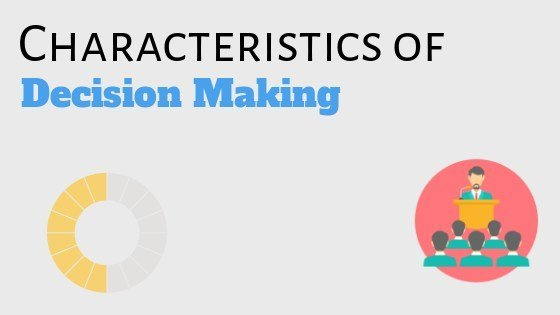 Characteristics of
Decision Making